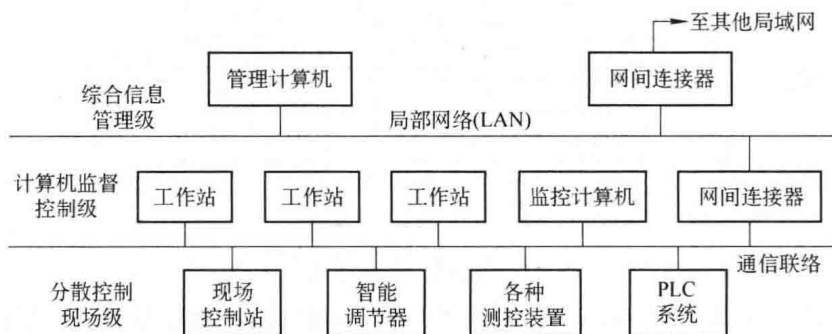 至其他局域网
管理计算机
网间连接器
综合信息
管理级
局部网络(LAN)
计算机监督
控制级
工作站
工作站
工作站
监控计算机
网间连接器
通信联络
分散控制
现场级
现场
控制站
智能
调节器
各种
测控装置
PLC
系统